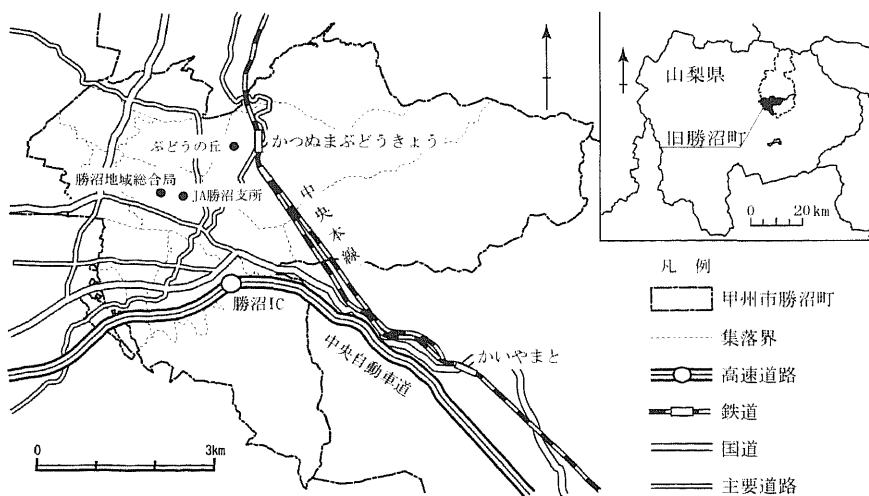 かつぬまぶどうきょう
ぶどうの丘
勝沼地域総合局
JA勝沼支所
中央本線
勝沼IC
中央自動車道
かいやまと
0 3km
山梨県
旧勝沼町
0 20km
凡例
甲州市勝沼町
集落界
高速道路
鉄道
国道
主要道路